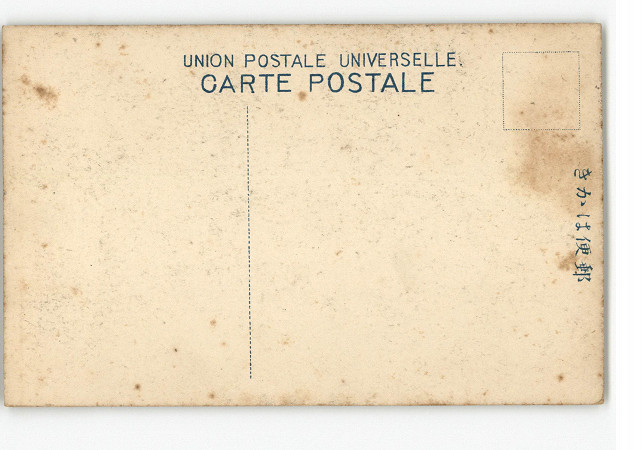 UNION POSTALE UNIVERSELLE.
CARTE POSTALE
郵便はかき